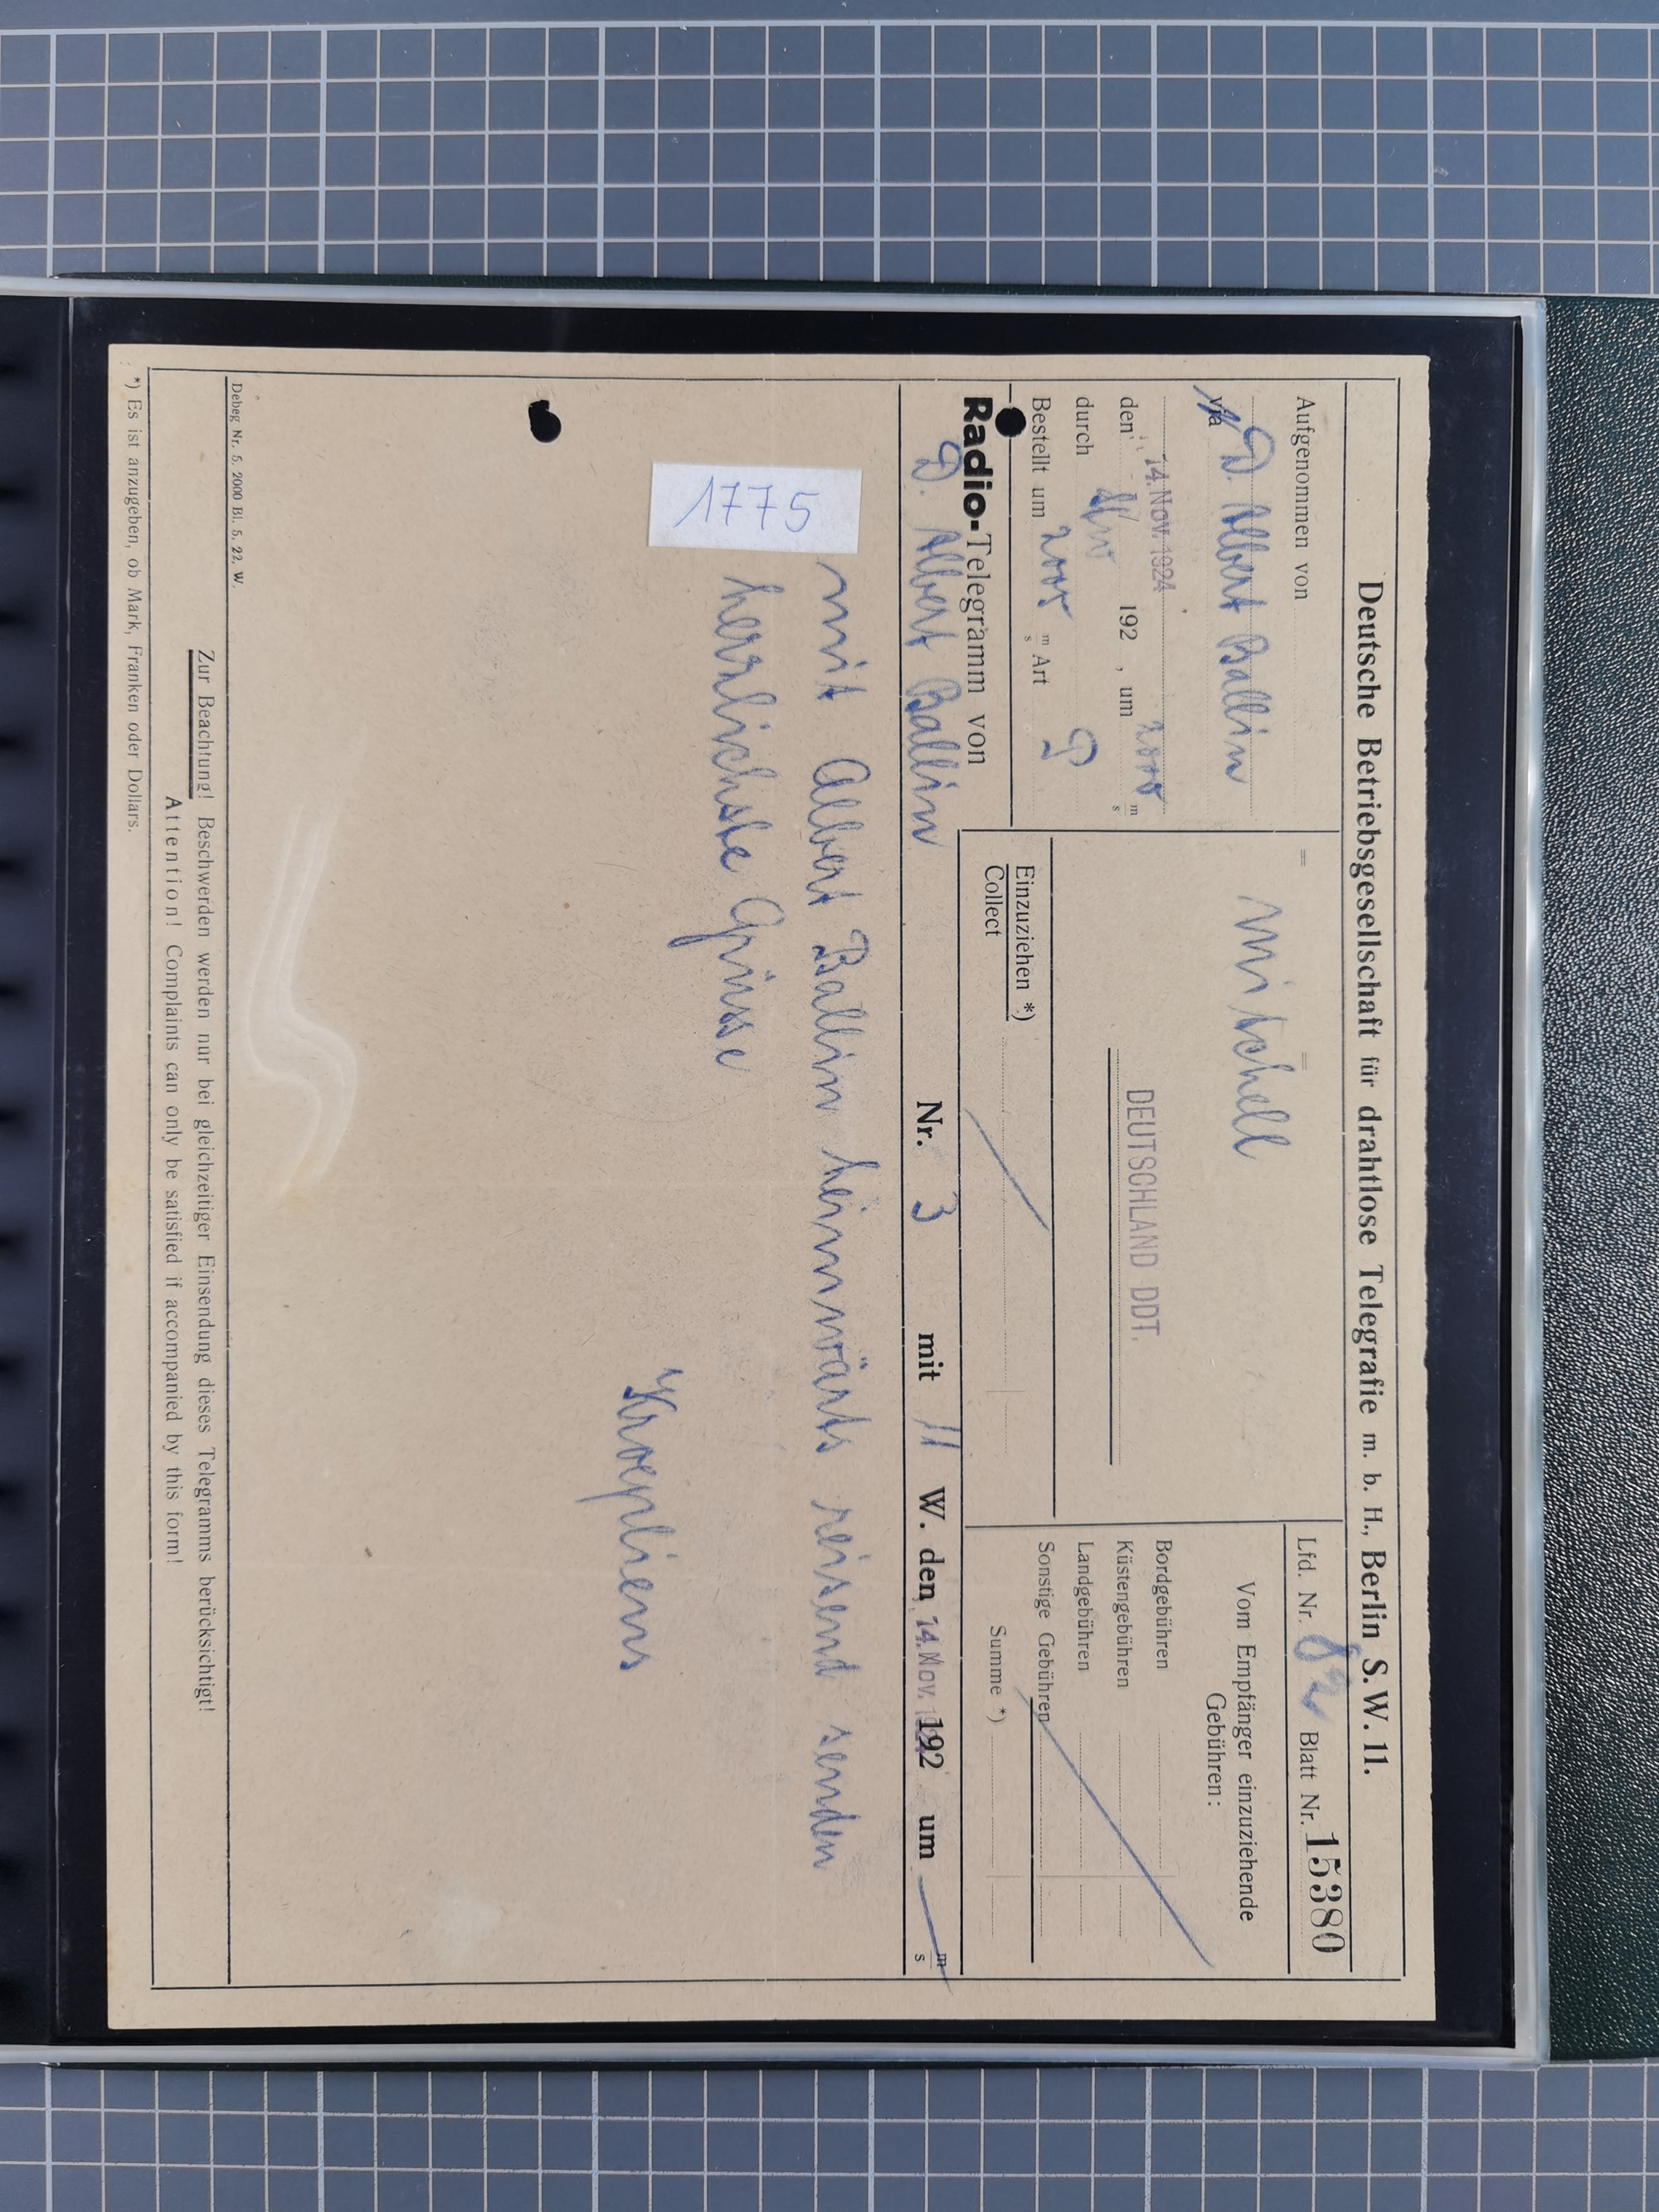 Deutsche Betriebsgesellschaft für drahtlose Telegrafie m. b. H., Berlin S. W. 11.
Aufgenommen von
D. Albert Ballin
via
14. Nov. 1924
den 192 , um m s
durch
Bestellt um m s Art D
= Mitchell =
DEUTSCHLAND DDT.
Einzuziehen *)
Collect
Lfd. Nr. Blatt Nr. 15380
Vom Empfänger einzuziehende
Gebühren:
Bordgebühren
Küstengebühren
Landgebühren
Sonstige Gebühren
Summe *)
Radio-Telegramm von
D. Albert Ballin Nr. 3 mit 11 W. den 14. Nov. 192 um m s
mit Albert Ballin heimwärts reisend senden
herrlichste Grüsse
1775
Kroepliens
Debeg Nr. 5. 2000 Bl. 5. 22. W.
Zur Beachtung! Beschwerden werden nur bei gleichzeitiger Einsendung dieses Telegramms berücksichtigt!
Attention! Complaints can only be satisfied if accompanied by this form!
*) Es ist anzugeben, ob Mark, Franken oder Dollars.